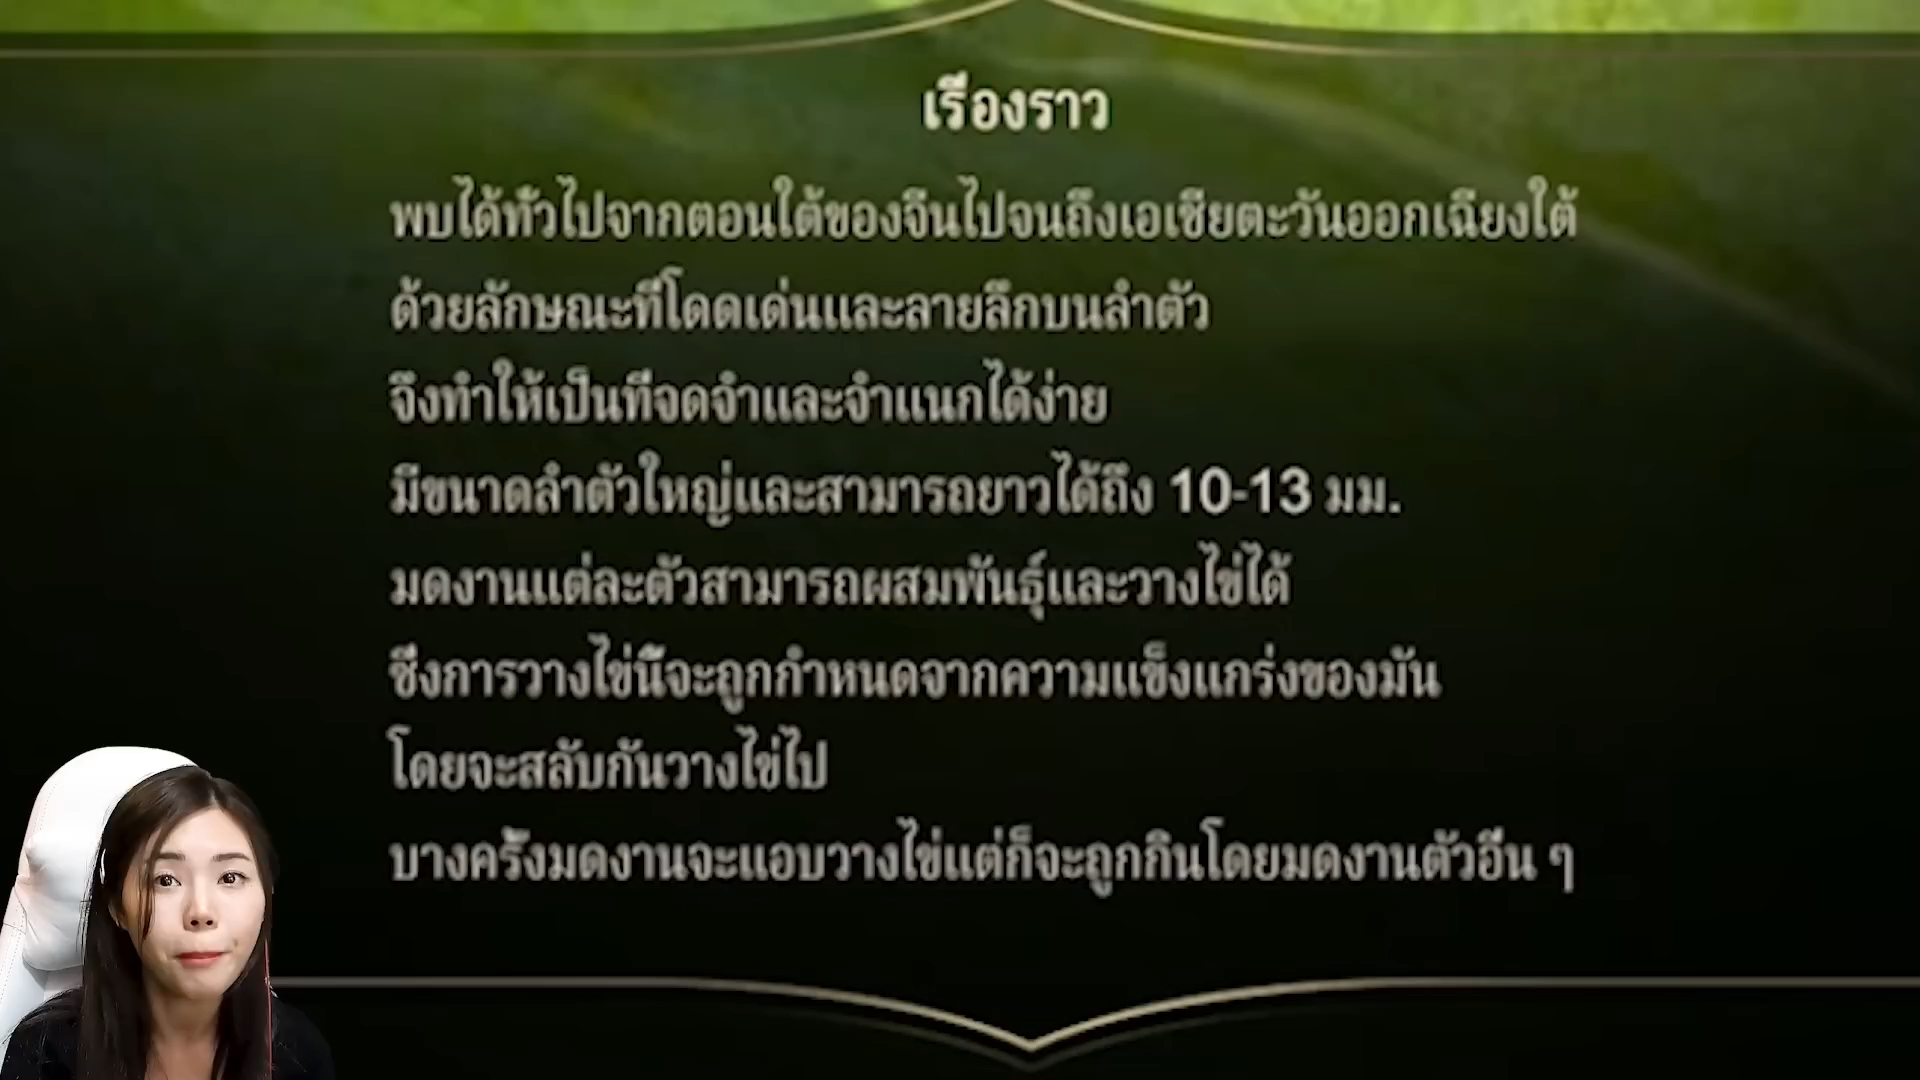 เรื่องราว
พบได้ทั่วไปจากตอนใต้ของจีนไปจนถึงเอเชียตะวันออกเฉียงใต้
ด้วยลักษณะที่โดดเด่นและลายลึกบนลำตัว
จึงทำให้เป็นที่จดจำและจำแนกได้ง่าย
มีขนาดลำตัวใหญ่และสามารถยาวได้ถึง 10-13 มม.
มดงานแต่ละตัวสามารถผสมพันธุ์และวางไข่ได้
ซึ่งการวางไข่นี้จะถูกกำหนดจากความแข็งแกร่งของมัน
โดยจะสลับกันวางไข่ไป
บางครั้งมดงานจะแอบวางไข่แต่ก็จะถูกกินโดยมดงานตัวอื่น ๆ